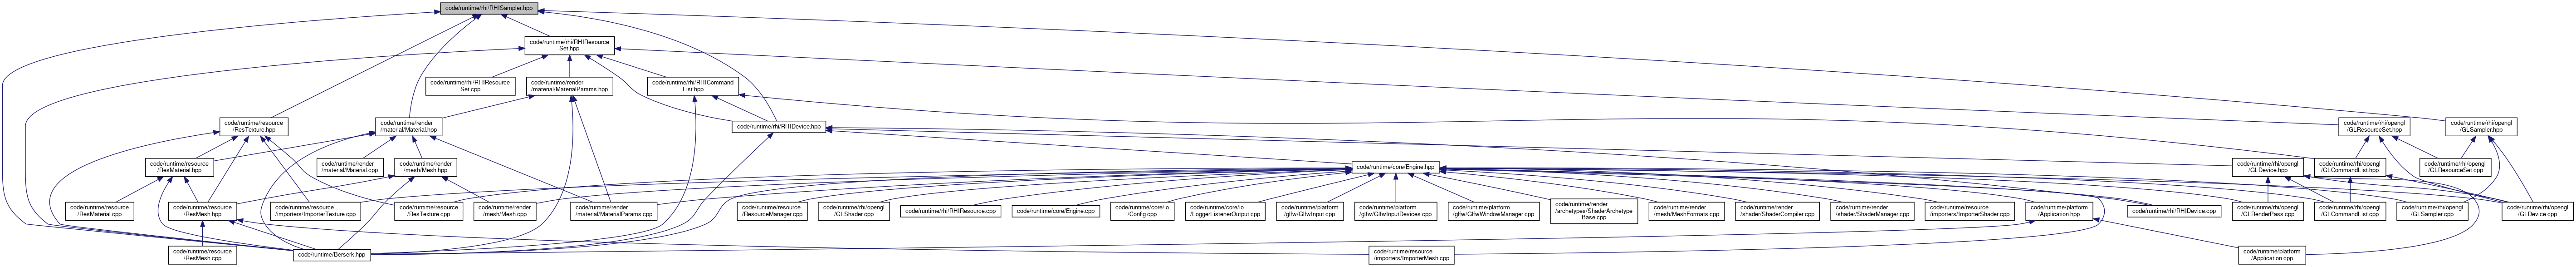 code/runtime/rhi/RHISampler.hpp
code/runtime/rhi/RHIResource
Set.hpp
code/runtime/rhi/RHIResource
Set.cpp
code/runtime/render
/material/MaterialParams.hpp
code/runtime/rhi/RHICommand
List.hpp
code/runtime/resource
/ResTexture.hpp
code/runtime/render
/material/Material.hpp
code/runtime/rhi/RHIDevice.hpp
code/runtime/rhi/opengl
/GLResourceSet.hpp
code/runtime/rhi/opengl
/GLSampler.hpp
code/runtime/resource
/ResMaterial.hpp
code/runtime/render
/material/Material.cpp
code/runtime/render
/mesh/Mesh.hpp
code/runtime/core/Engine.hpp
code/runtime/rhi/opengl
/GLDevice.hpp
code/runtime/rhi/opengl
/GLCommandList.hpp
code/runtime/rhi/opengl
/GLResourceSet.cpp
code/runtime/resource
/ResMaterial.cpp
code/runtime/resource
/ResMesh.hpp
code/runtime/resource
/importers/ImporterTexture.cpp
code/runtime/resource
/ResTexture.cpp
code/runtime/render
/mesh/Mesh.cpp
code/runtime/render
/material/MaterialParams.cpp
code/runtime/resource
/ResourceManager.cpp
code/runtime/rhi/opengl
/GLShader.cpp
code/runtime/rhi/RHIResource.cpp
code/runtime/core/Engine.cpp
code/runtime/core/io
/Config.cpp
code/runtime/core/io
/LoggerListenerOutput.cpp
code/runtime/platform
/glfw/GlfwInput.cpp
code/runtime/platform
/glfw/GlfwInputDevices.cpp
code/runtime/platform
/glfw/GlfwWindowManager.cpp
code/runtime/render
/archetypes/ShaderArchetype
Base.cpp
code/runtime/render
/mesh/MeshFormats.cpp
code/runtime/render
/shader/ShaderCompiler.cpp
code/runtime/render
/shader/ShaderManager.cpp
code/runtime/resource
/importers/ImporterShader.cpp
code/runtime/platform
/Application.hpp
code/runtime/rhi/RHIDevice.cpp
code/runtime/rhi/opengl
/GLRenderPass.cpp
code/runtime/rhi/opengl
/GLCommandList.cpp
code/runtime/rhi/opengl
/GLSampler.cpp
code/runtime/rhi/opengl
/GLDevice.cpp
code/runtime/resource
/ResMesh.cpp
code/runtime/Berserk.hpp
code/runtime/resource
/importers/ImporterMesh.cpp
code/runtime/platform
/Application.cpp